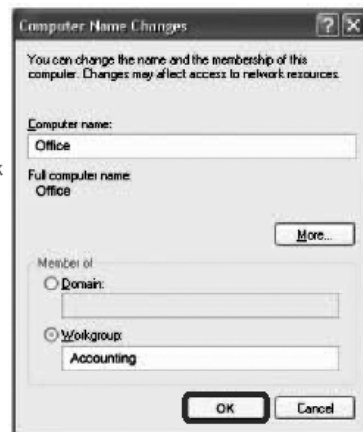 Computer Name Changes
You can change the name and the membership of this
computer. Changes may affect access to network resources.
Computer name:
Office
Full computer name:
Office
More...
Member of
Domain:
Workgroup:
Accounting
OK
Cancel